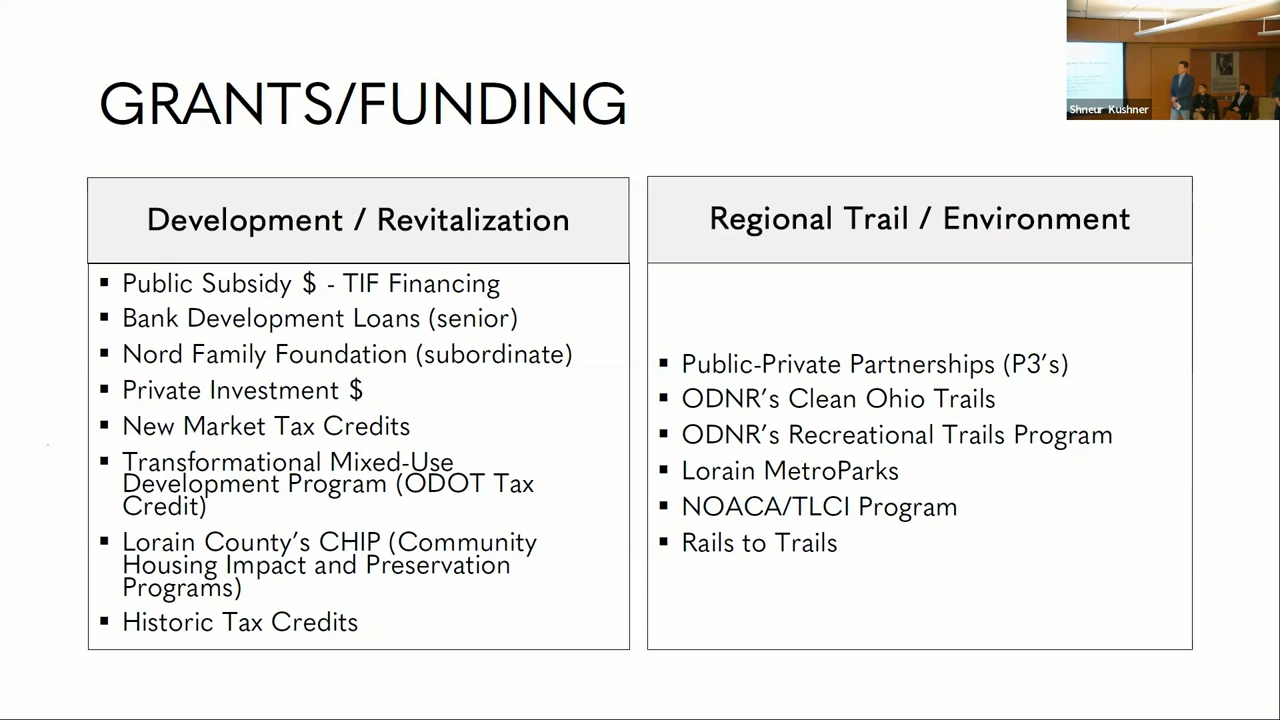 GRANTS/FUNDING
Shneur Kushner
Development / Revitalization
▪ Public Subsidy $ - TIF Financing
▪ Bank Development Loans (senior)
▪ Nord Family Foundation (subordinate)
▪ Private Investment $
▪ New Market Tax Credits
▪ Transformational Mixed-Use
Development Program (ODOT Tax
Credit)
▪ Lorain County's CHIP (Community
Housing Impact and Preservation
Programs)
▪ Historic Tax Credits
Regional Trail / Environment
▪ Public-Private Partnerships (P3's)
▪ ODNR's Clean Ohio Trails
▪ ODNR's Recreational Trails Program
▪ Lorain MetroParks
▪ NOACA/TLCI Program
▪ Rails to Trails